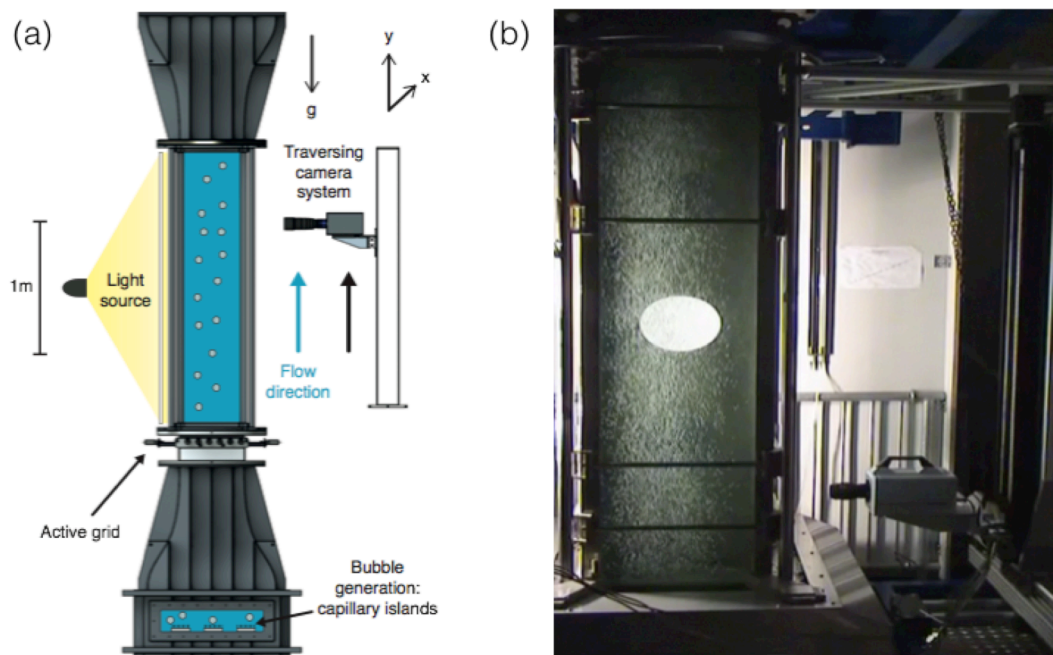 (a)
y
x
g
Traversing
camera
system
1m
Light
source
Flow
direction
Active grid
Bubble
generation:
capillary islands
(b)